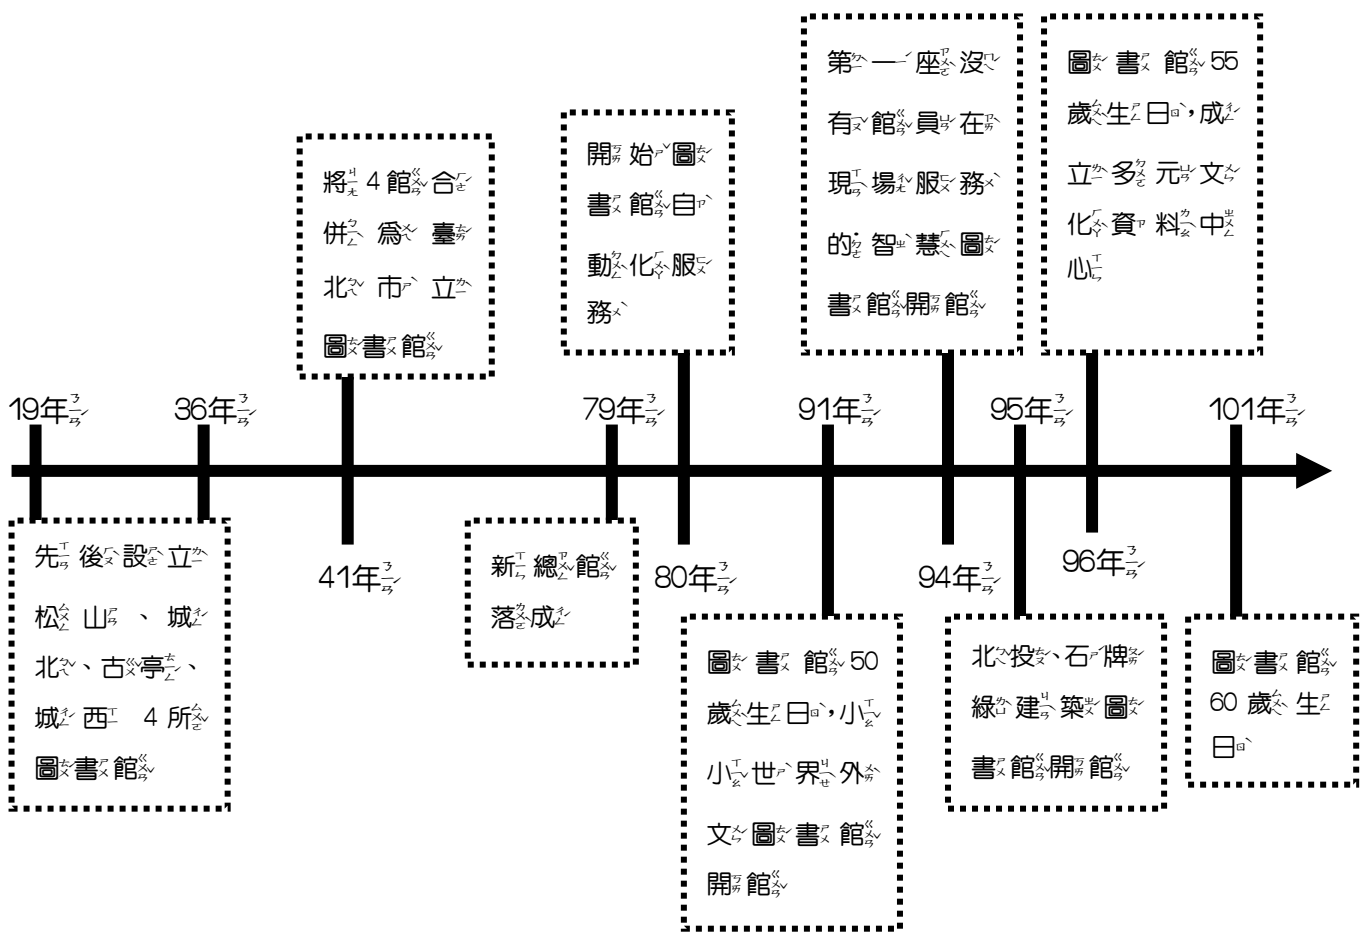 第一座沒
有館員在
現場服務
的智慧圖
書館開館
圖書館55
歲生日，成
立多元文
化資料中
心
開始圖
書館自
動化服
務
將4館合
併為臺
北市立
圖書館
19年
36年
79年
91年
95年
101年
41年
80年
94年
96年
先後設立
松山、城
北、古亭、
城西4所
圖書館
新總館
落成
圖書館50
歲生日，小
小世界外
文圖書館
開館
北投、石牌
綠建築圖
書館開館
圖書館
60歲生
日